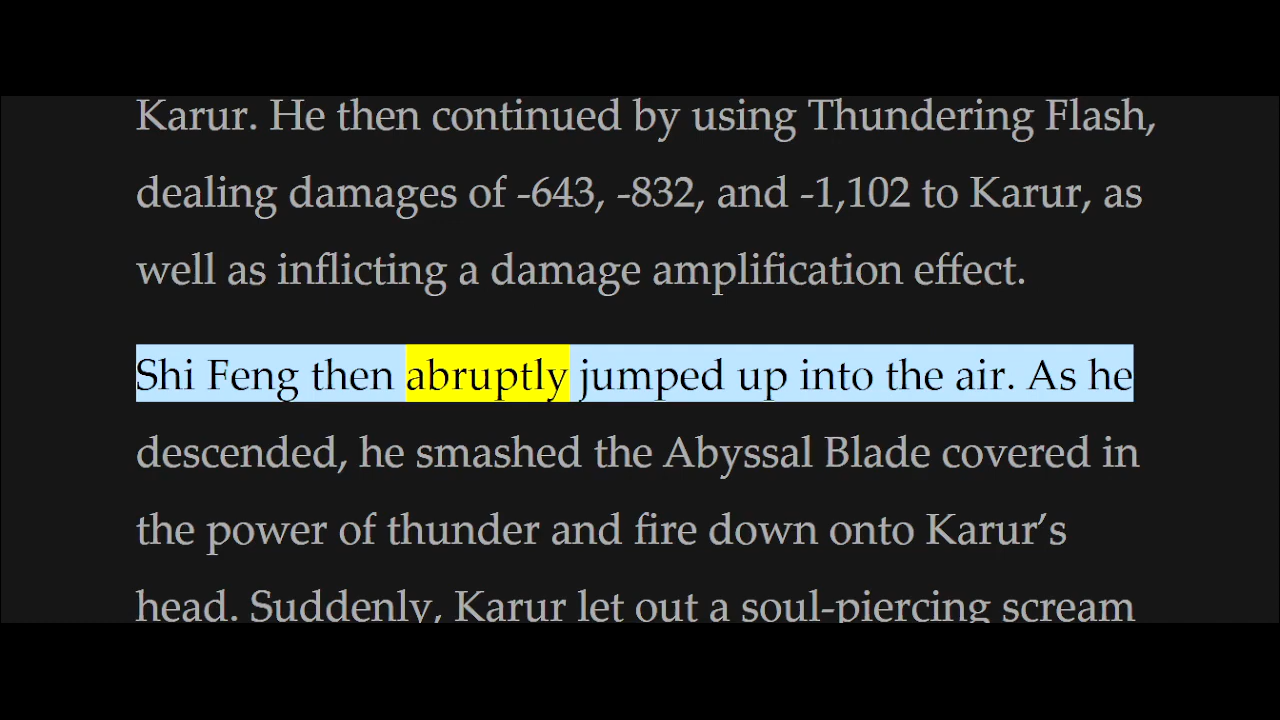 Karur. He then continued by using Thundering Flash,
dealing damages of -643, -832, and -1,102 to Karur, as
well as inflicting a damage amplification effect.
Shi Feng then abruptly jumped up into the air. As he
descended, he smashed the Abyssal Blade covered in
the power of thunder and fire down onto Karur’s
head. Suddenly, Karur let out a soul-piercing scream